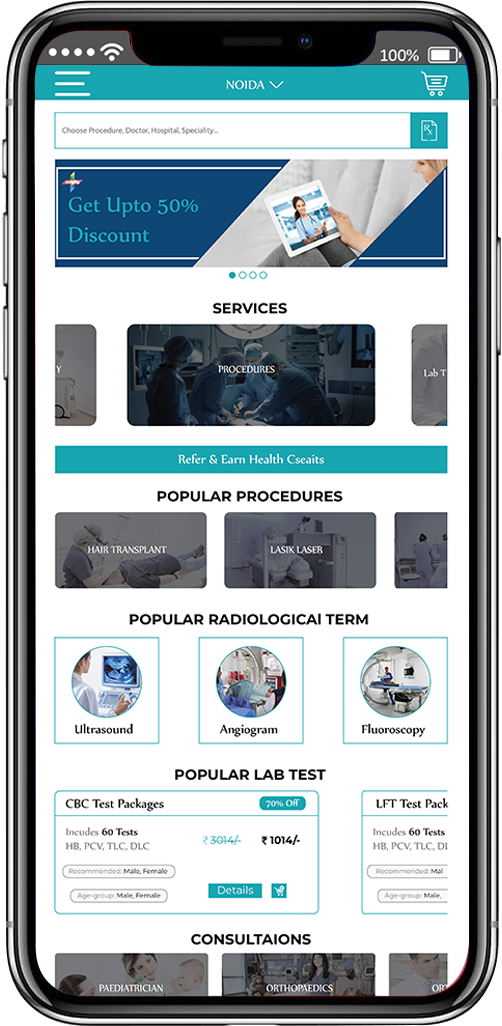 100%
NOIDA
Choose Procedure, Doctor, Hospital, Speciality...
Rx
Get Upto 50%
Discount
SERVICES
Y
PROCEDURES
Lab T
Refer & Earn Health Cseaits
POPULAR PROCEDURES
HAIR TRANSPLANT
LASIK LASER
POPULAR RADIOLOGICAl TERM
Ultrasound
Angiogram
Fluoroscopy
POPULAR LAB TEST
CBC Test Packages
70% Off
Incudes 60 Tests
₹ 3014/-
₹ 1014/-
HB, PCV, TLC, DLC
Recommended: Male, Female
Age-group: Male, Female
Details
LFT Test Pack
Incudes 60 Tests
HB, PCV, TLC, DL
Recommended: Mal
Age-group: Male,
CONSULTAIONS
PAEDIATRICIAN
ORTHOPAEDICS
OR